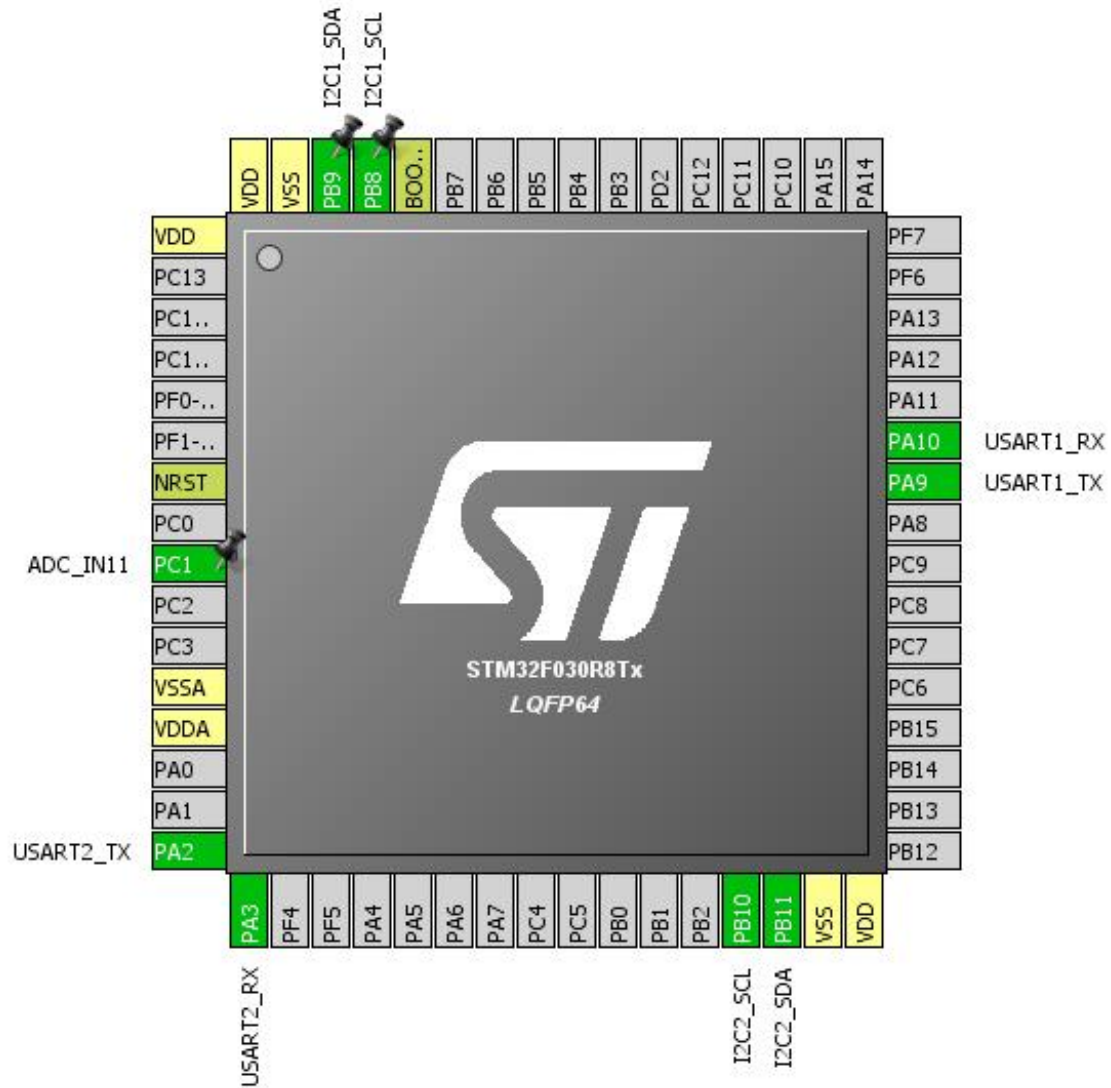 I2C1_SDA
I2C1_SCL
VDD
VSS
PB9
PB8
BOO..
PB7
PB6
PB5
PB4
PB3
PD2
PC12
PC11
PC10
PA15
PA14
VDD
PC13
PC1..
PC1..
PF0-..
PF1-..
NRST
PC0
ADC_IN11 PC1
PC2
PC3
VSSA
VDDA
PA0
PA1
USART2_TX PA2
PF7
PF6
PA13
PA12
PA11
PA10 USART1_RX
PA9 USART1_TX
PA8
PC9
PC8
PC7
PC6
PB15
PB14
PB13
PB12
ST
STM32F030R8Tx
LQFP64
PA3
PF4
PF5
PA4
PA5
PA6
PA7
PC4
PC5
PB0
PB1
PB2
PB10
PB11
VSS
VDD
USART2_RX
I2C2_SCL
I2C2_SDA